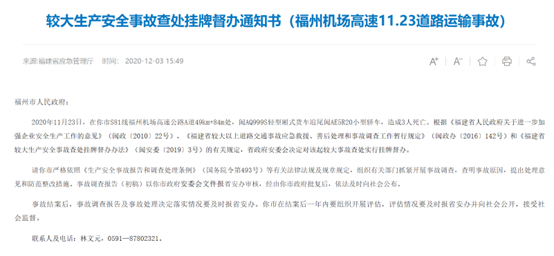 较大生产安全事故查处挂牌督办通知书（福州机场高速11.23道路运输事故）
来源:福建省应急管理厅 时间: 2020-12-03 15:49
A+ A-
福州市人民政府：
2020年11月23日，在你市S81线福州机场高速公路A道49km+84m处，闽AQ999S轻型厢式货车追尾闽AE5R20小型轿车，造成3人死亡。根据《福建省人民政府关于进一步加
强企业安全生产工作的意见》（闽政〔2010〕22号）、《福建省较大以上道路交通事故应急救援、善后处理和事故调查工作暂行规定》（闽政办〔2016〕142号）和《福建省
较大生产安全事故查处挂牌督办办法》（闽安委〔2019〕3号）的有关规定，省政府安委会决定对该起较大事故查处实行挂牌督办。
请你市严格依照《生产安全事故报告和调查处理条例》（国务院令第493号）等有关法律法规及规章规定，组织有关部门抓紧开展事故调查，查明事故原因，提出处理意
见和防范整改措施。事故调查报告（初稿）以你市政府安委会文件报省安办审核，经由你市政府批复后，依法及时向社会公布。
事故结案后，事故调查报告及事故处理决定落实情况要及时报省安办。你市在结案后一年内要组织开展评估，评估情况要及时报省安办并向社会公开，接受社
会监督。
联系人及电话：林文元，0591—87802321。